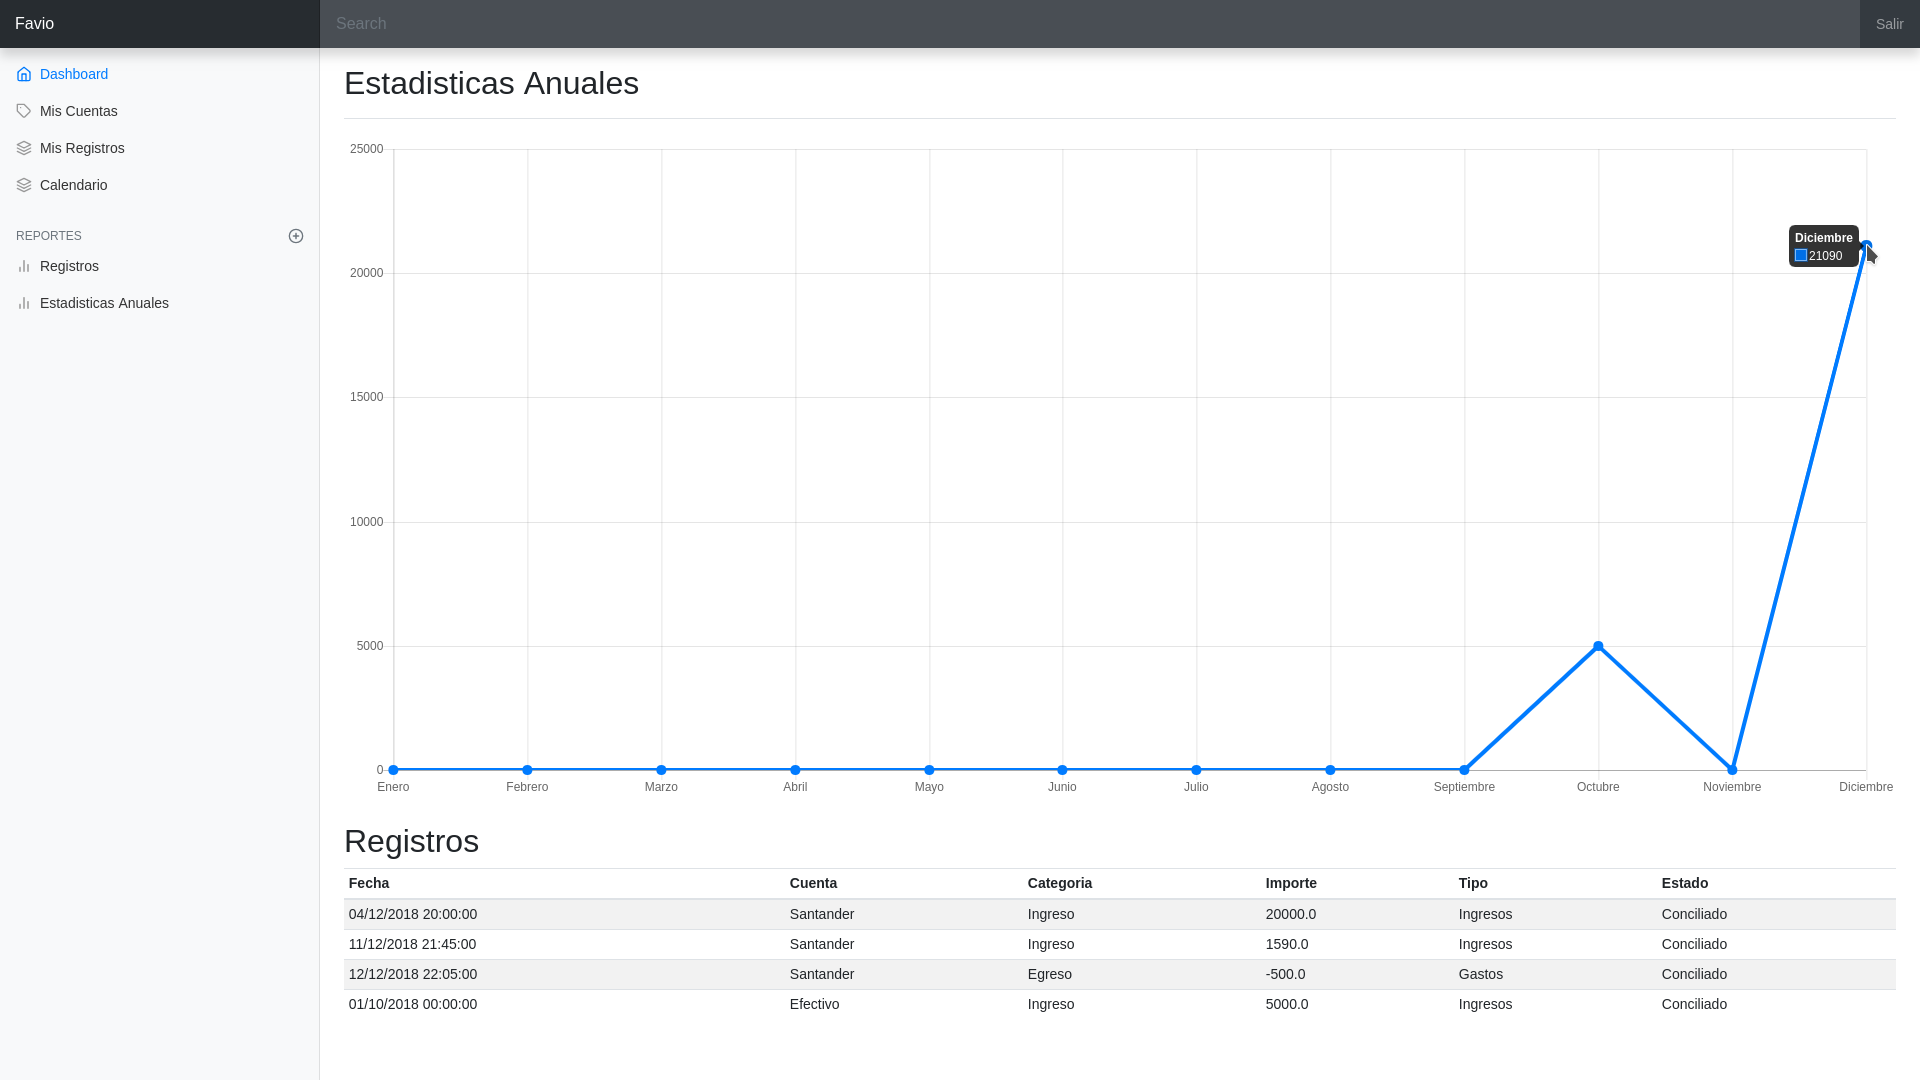 Favio
Search
Salir
Dashboard
Mis Cuentas
Mis Registros
Calendario
REPORTES
Registros
Estadisticas Anuales
Estadisticas Anuales
25000
20000
15000
10000
5000
0
Diciembre
21090
Enero Febrero Marzo Abril Mayo Junio Julio Agosto Septiembre Octubre Noviembre Diciembre
Registros
Fecha Cuenta Categoria Importe Tipo Estado
04/12/2018 20:00:00 Santander Ingreso 20000.0 Ingresos Conciliado
11/12/2018 21:45:00 Santander Ingreso 1590.0 Ingresos Conciliado
12/12/2018 22:05:00 Santander Egreso -500.0 Gastos Conciliado
01/10/2018 00:00:00 Efectivo Ingreso 5000.0 Ingresos Conciliado